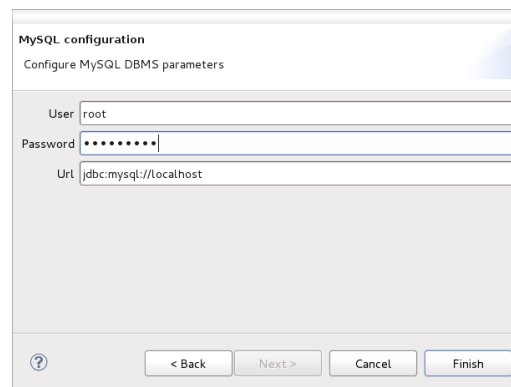 MySQL configuration
Configure MySQL DBMS parameters
User root
Password •••••••••
Url jdbc:mysql://localhost
? < Back Next > Cancel Finish